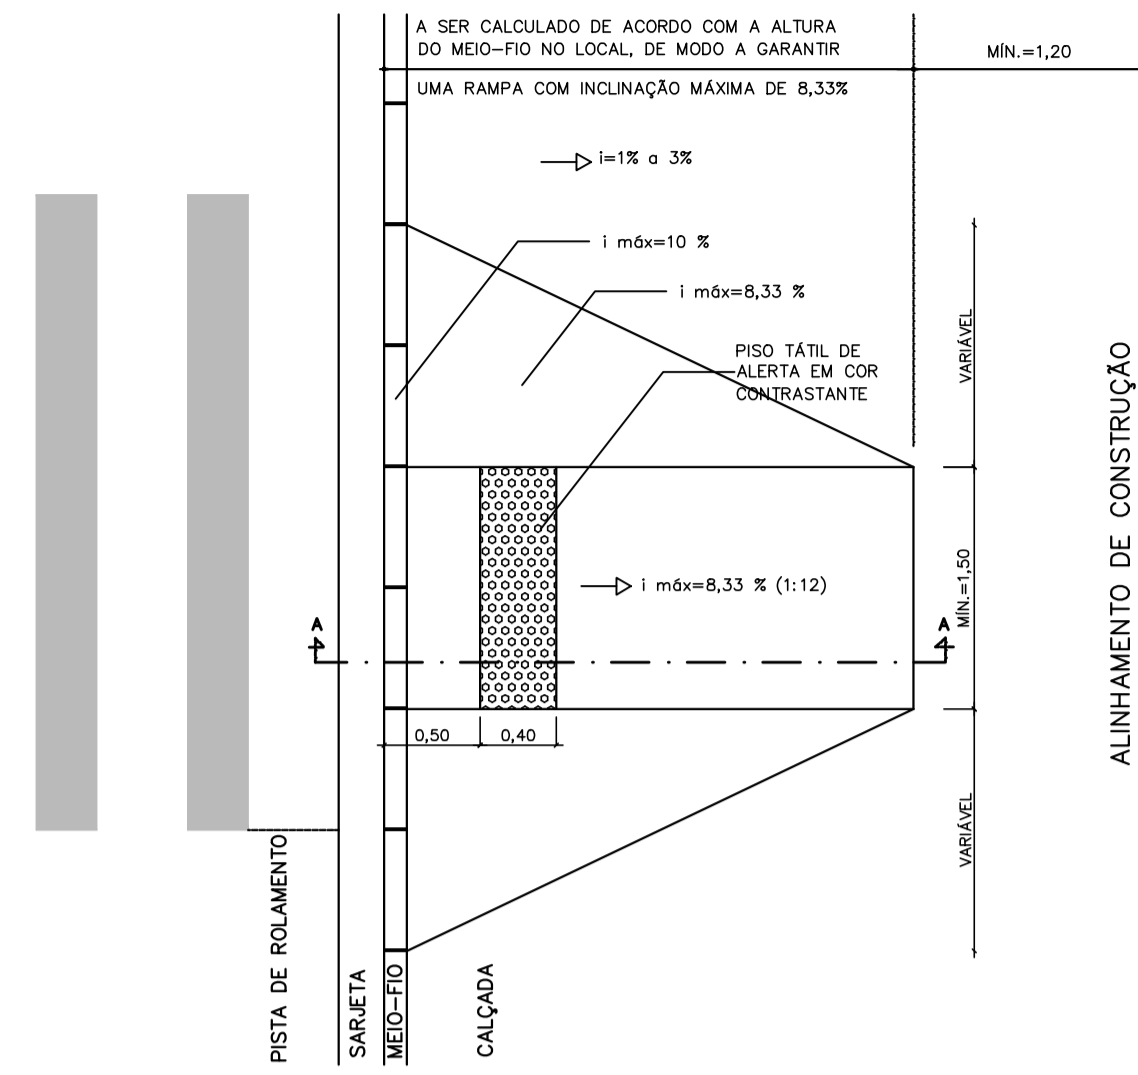 A SER CALCULADO DE ACORDO COM A ALTURA
DO MEIO-FIO NO LOCAL, DE MODO A GARANTIR
UMA RAMPA COM INCLINAÇÃO MÁXIMA DE 8,33%
MÍN.=1,20
i=1% a 3%
i máx=10 %
i máx=8,33 %
PISO TÁTIL DE
ALERTA EM COR
CONTRASTANTE
VARIÁVEL
i máx=8,33 % (1:12)
MÍN.=1,50
A
A
0,50
0,40
VARIÁVEL
ALINHAMENTO DE CONSTRUÇÃO
PISTA DE ROLAMENTO
SARJETA
MEIO-FIO
CALÇADA